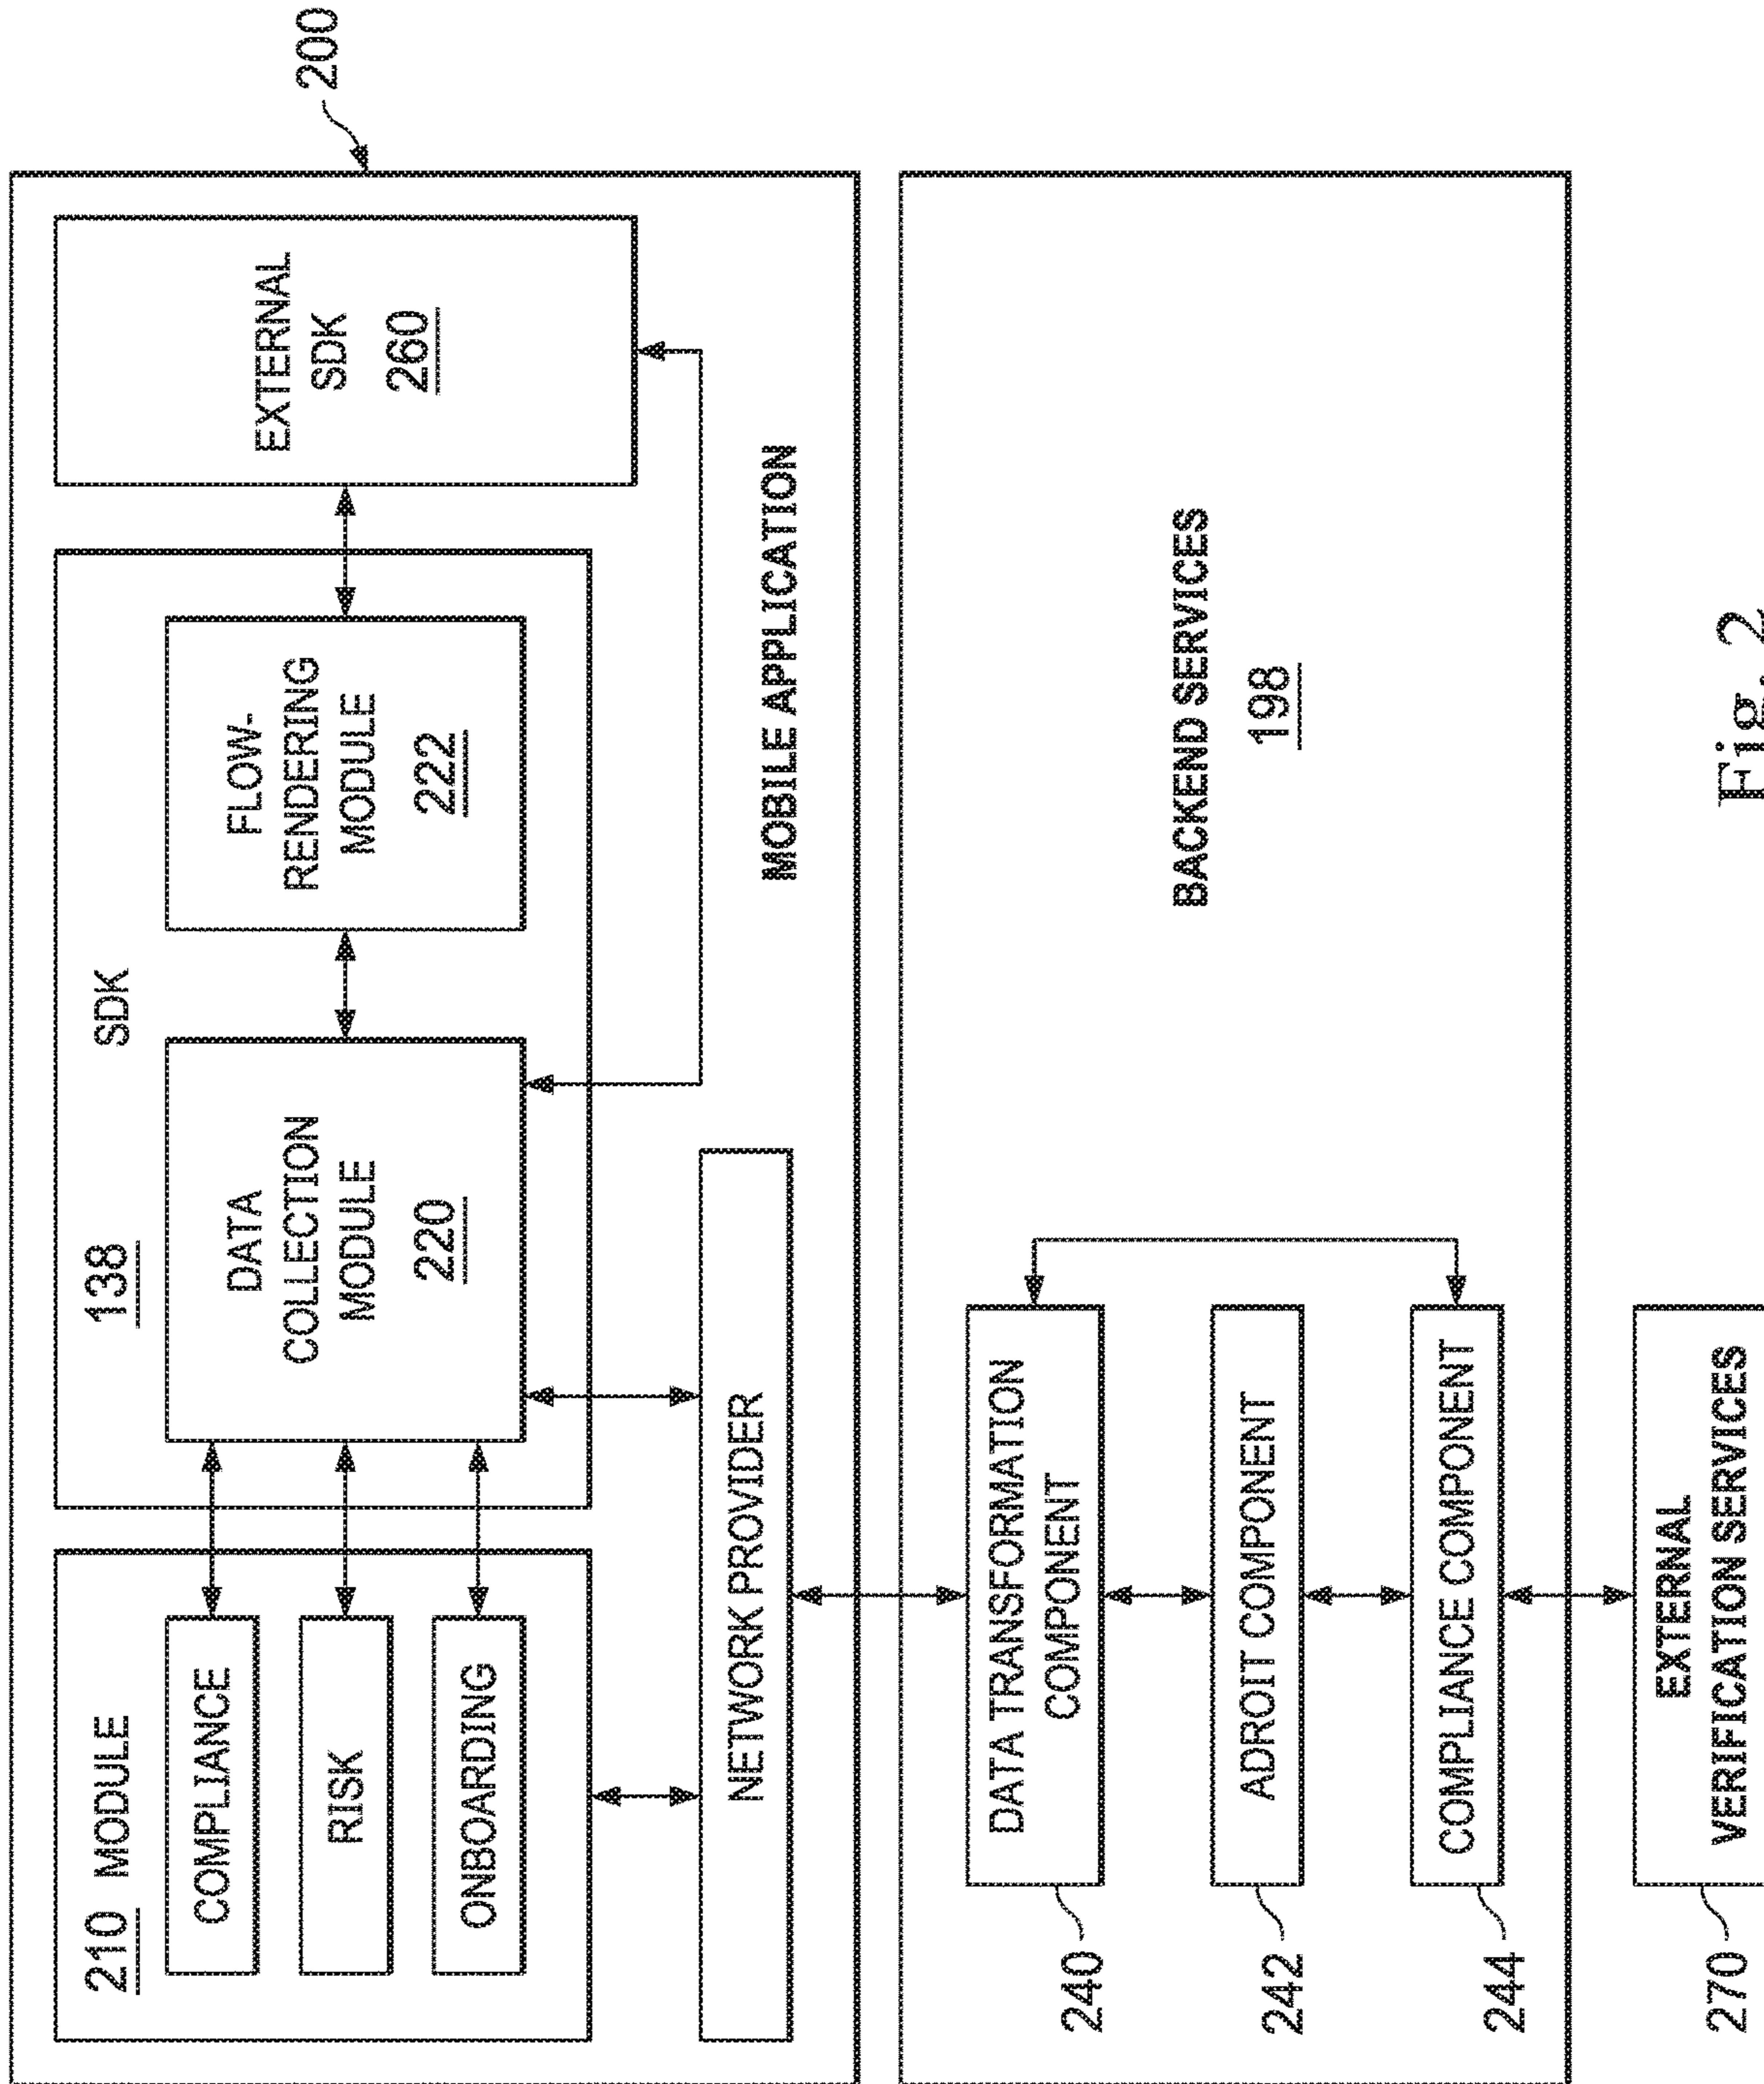 200
210 MODULE
COMPLIANCE
RISK
ONBOARDING
138
SDK
DATA
COLLECTION
MODULE
220
FLOW-
RENDERING
MODULE
222
EXTERNAL
SDK
260
NETWORK PROVIDER
MOBILE APPLICATION
240
DATA TRANSFORMATION
COMPONENT
242
ADROIT COMPONENT
244
COMPLIANCE COMPONENT
BACKEND SERVICES
198
270
EXTERNAL
VERIFICATION SERVICES
Fig. 2